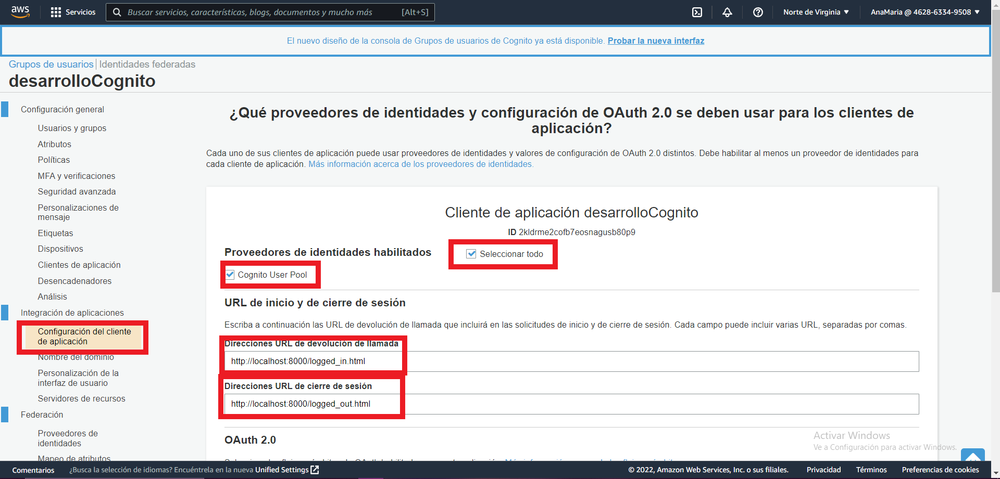 aws
Servicios
Buscar servicios, características, blogs, documentos y mucho más
[Alt+S]
Norte de Virginia
AnaMaria @ 4628-6334-9508
El nuevo diseño de la consola de Grupos de usuarios de Cognito ya está disponible. Probar la nueva interfaz
Grupos de usuarios | Identidades federadas
desarrolloCognito
Configuración general
Usuarios y grupos
Atributos
Políticas
MFA y verificaciones
Seguridad avanzada
Personalizaciones de
mensaje
Etiquetas
Dispositivos
Clientes de aplicación
Desencadenadores
Análisis
Integración de aplicaciones
Configuración del cliente
de aplicación
Nombre del dominio
Personalización de la
interfaz de usuario
Servidores de recursos
Federación
Proveedores de
identidades
Mapeo de atributos
¿Qué proveedores de identidades y configuración de OAuth 2.0 se deben usar para los clientes de
aplicación?
Cada uno de sus clientes de aplicación puede usar proveedores de identidades y valores de configuración de OAuth 2.0 distintos. Debe habilitar al menos un proveedor de identidades para
cada cliente de aplicación. Más información acerca de los proveedores de identidades.
Cliente de aplicación desarrolloCognito
ID 2kldrme2cofb7eosnagusb80p9
Proveedores de identidades habilitados
Seleccionar todo
Cognito User Pool
URL de inicio y de cierre de sesión
Escriba a continuación las URL de devolución de llamada que incluirá en las solicitudes de inicio y de cierre de sesión. Cada campo puede incluir varias URL, separadas por comas.
Direcciones URL de devolución de llamada
http://localhost:8000/logged_in.html
Direcciones URL de cierre de sesión
http://localhost:8000/logged_out.html
OAuth 2.0
Activar Windows
Ve a Configuración para activar Windows.
Comentarios
¿Busca la selección de idiomas? Encuéntrela en la nueva Unified Settings
© 2022, Amazon Web Services, Inc. o sus filiales.
Privacidad
Términos
Preferencias de cookies